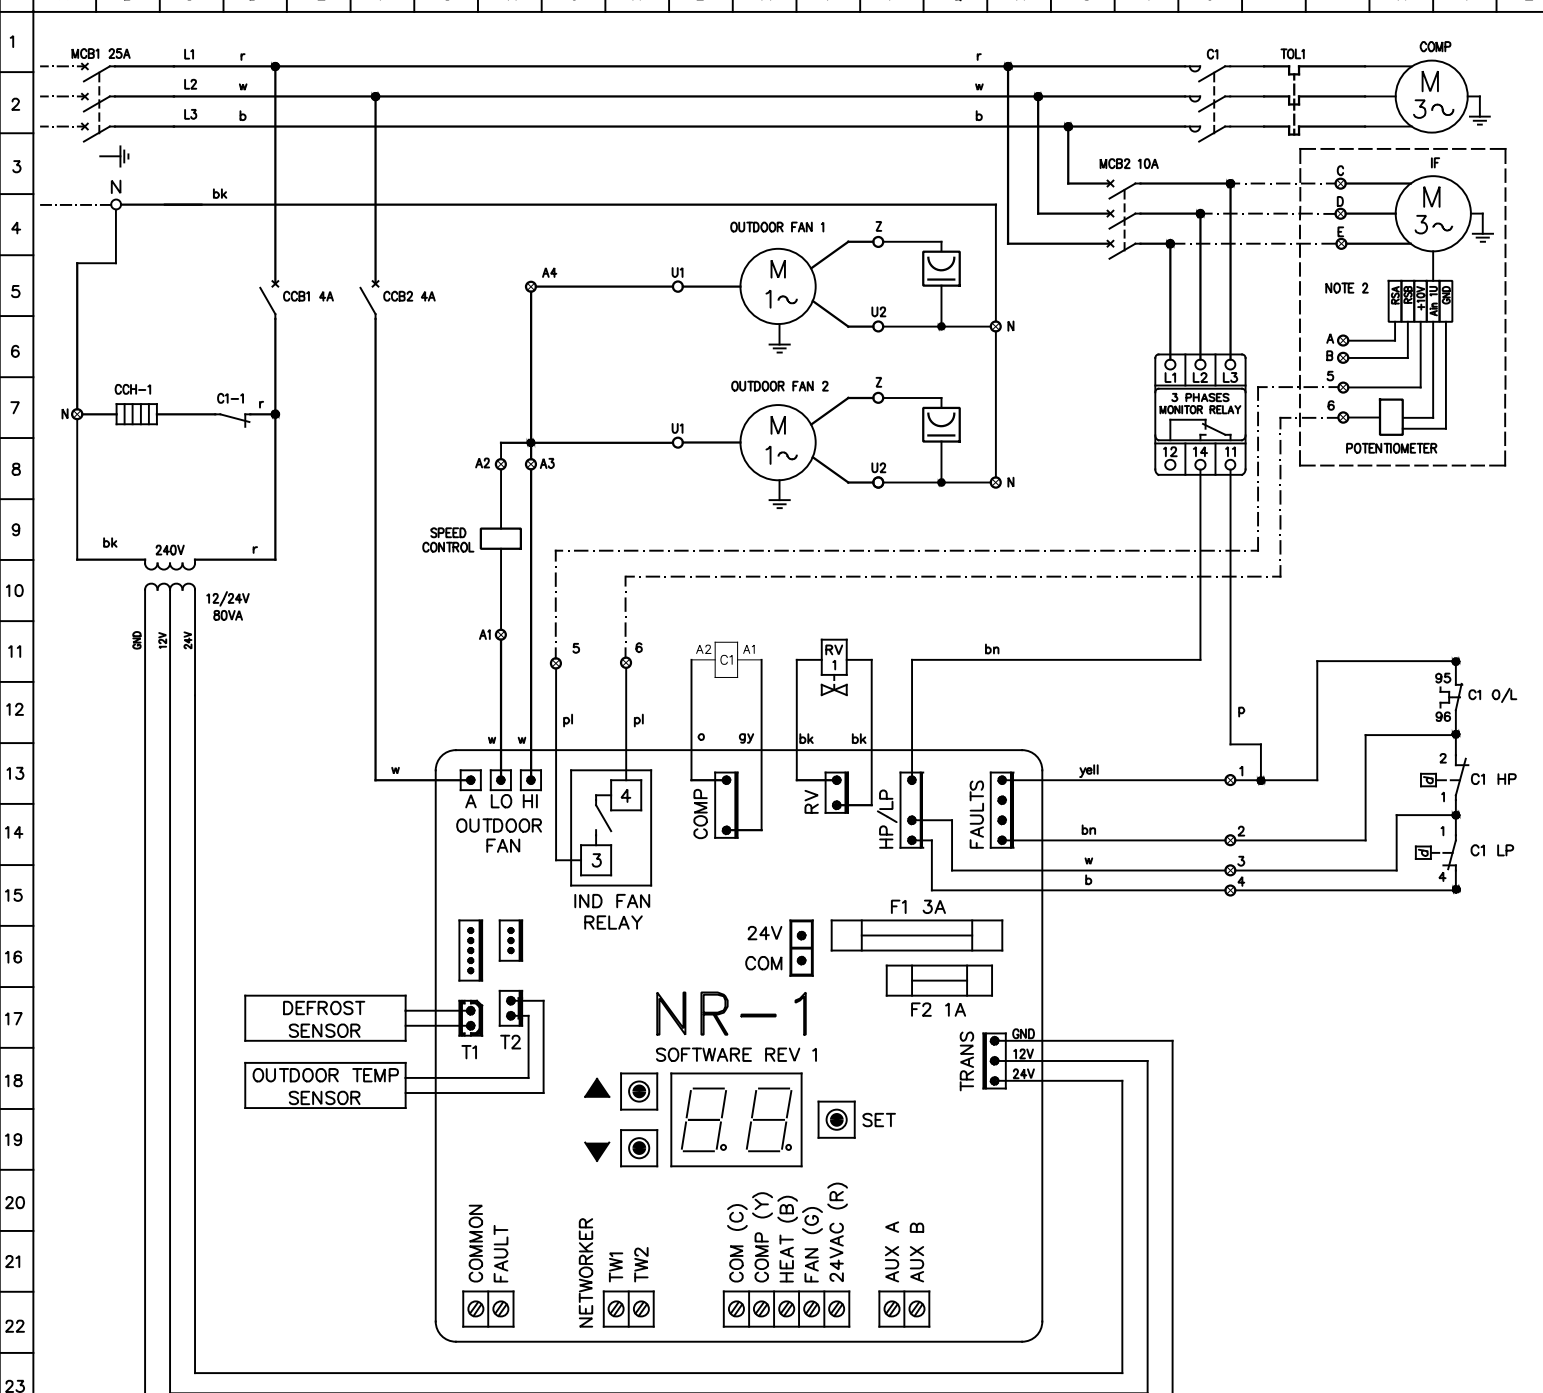 1
MCB1 25A
L1
r
r
C1
TOL1
COMP
2
L2
w
w
M
3~
L3
b
b
3
N
bk
MCB2 10A
IF
C
4
OUTDOOR FAN 1
Z
D
M
3~
E
5
CCB1 4A
CCB2 4A
A4
U1
M
1~
NOTE 2
RSA
RSB
+10V
Ain 1U
GND
U2
N
6
A
B
L1
L2
L3
5
7
CCH-1
C1-1
r
N
OUTDOOR FAN 2
Z
3 PHASES
MONITOR RELAY
6
U1
M
1~
POTENTIOMETER
8
A2
A3
12
14
11
U2
N
9
SPEED
CONTROL
bk
240V
r
10
12/24V
80VA
GND
12V
24V
A1
11
5
6
A2
C1
A1
RV
1
bn
95
C1 O/L
96
12
pl
pl
p
w
w
o
gy
bk
bk
13
w
yell
1
2
C1 HP
1
A
LO
HI
4
COMP
RV
HP/LP
FAULTS
14
OUTDOOR
FAN
bn
2
1
C1 LP
3
w
3
4
15
b
4
IND FAN
RELAY
F1 3A
16
24V
COM
17
DEFROST
SENSOR
T1
T2
NR-1
F2 1A
SOFTWARE REV 1
TRANS
GND
12V
24V
18
OUTDOOR TEMP
SENSOR
19
SET
20
21
COMMON
FAULT
NETWORKER
TW1
TW2
COM (C)
COMP (Y)
HEAT (B)
FAN (G)
24VAC (R)
AUX A
AUX B
22
23